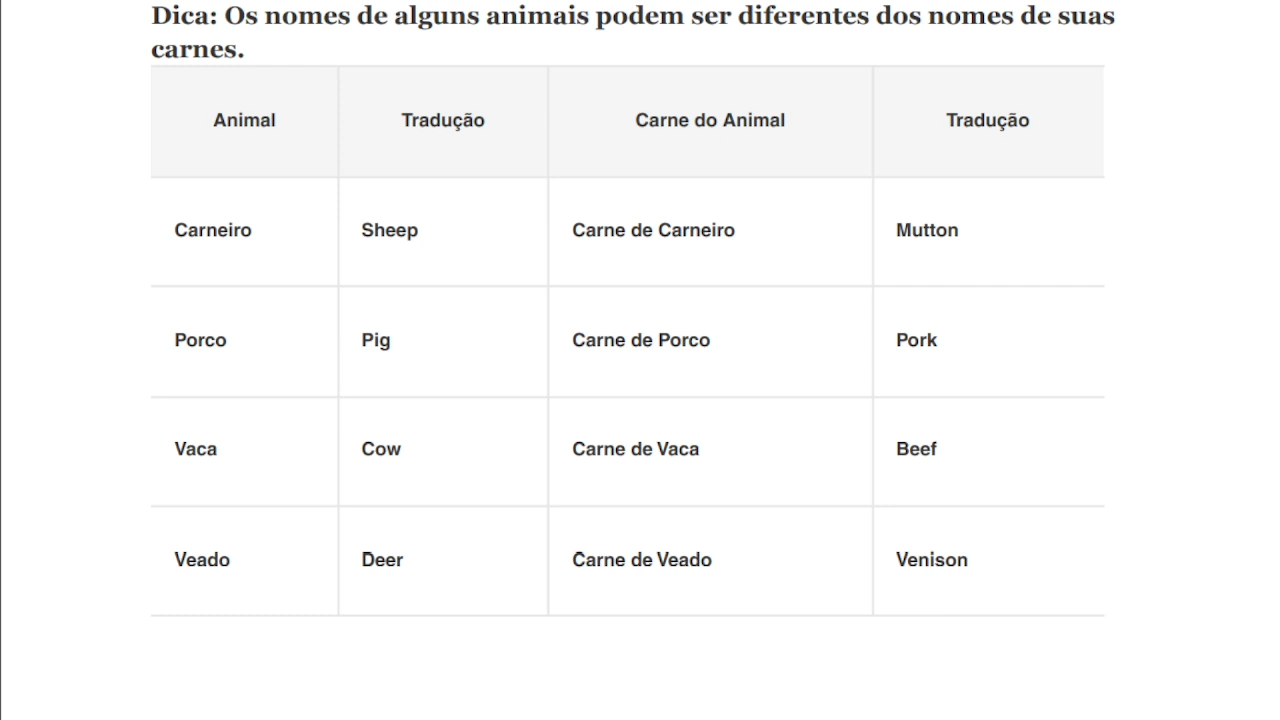 Dica: Os nomes de alguns animais podem ser diferentes dos nomes de suas
carnes.
Animal Tradução Carne do Animal Tradução
Carneiro Sheep Carne de Carneiro Mutton
Porco Pig Carne de Porco Pork
Vaca Cow Carne de Vaca Beef
Veado Deer Carne de Veado Venison